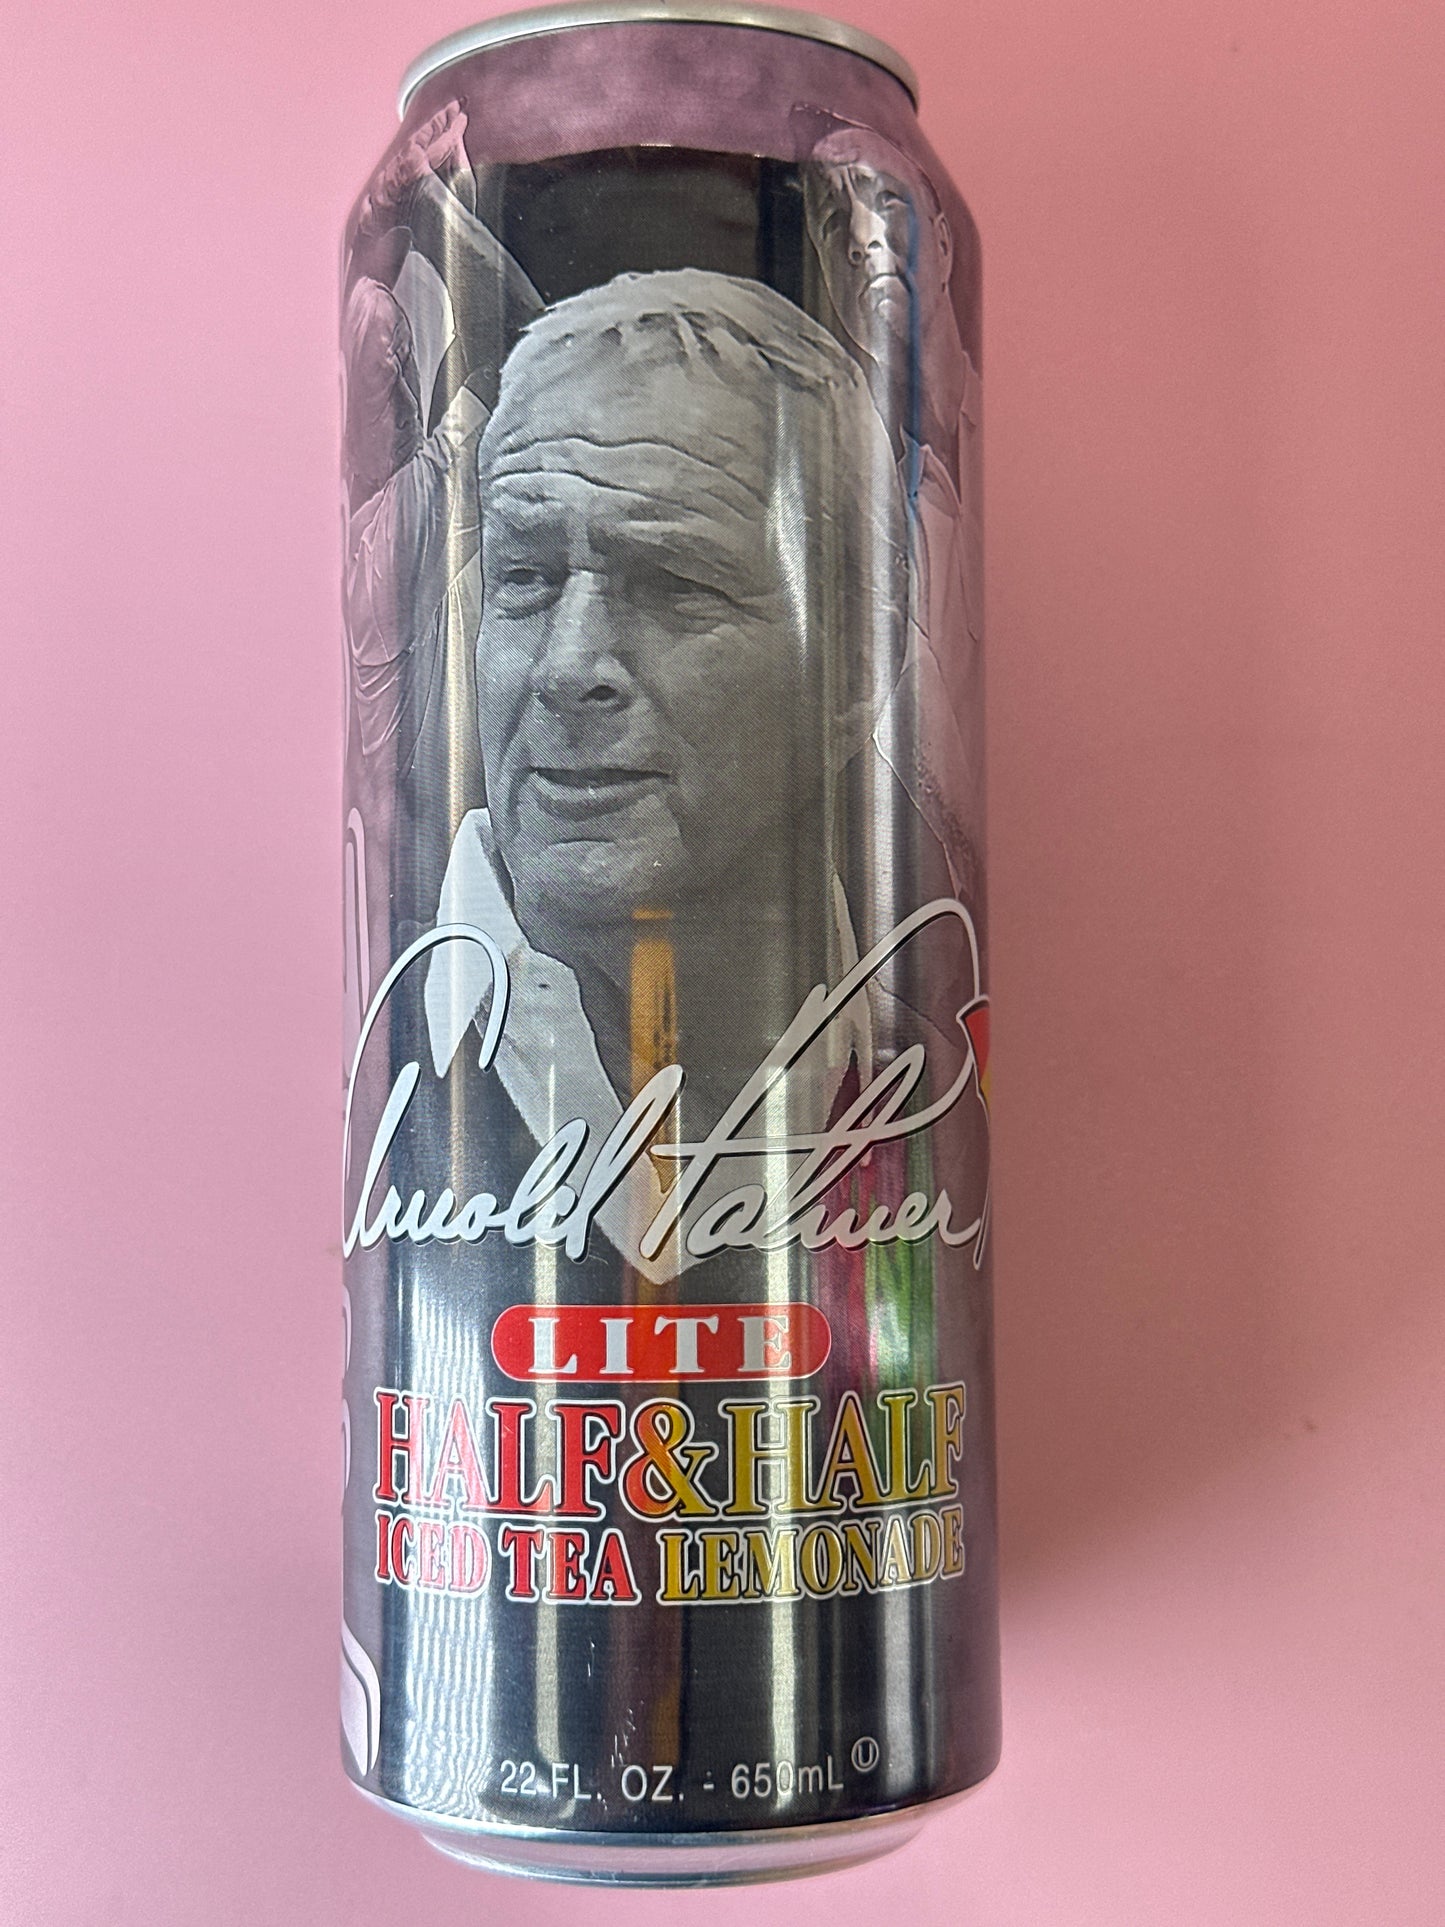 Arnold Palmer
LITE
HALF & HALF
ICED TEA LEMONADE
22 FL. OZ. - 650mL Ⓤ